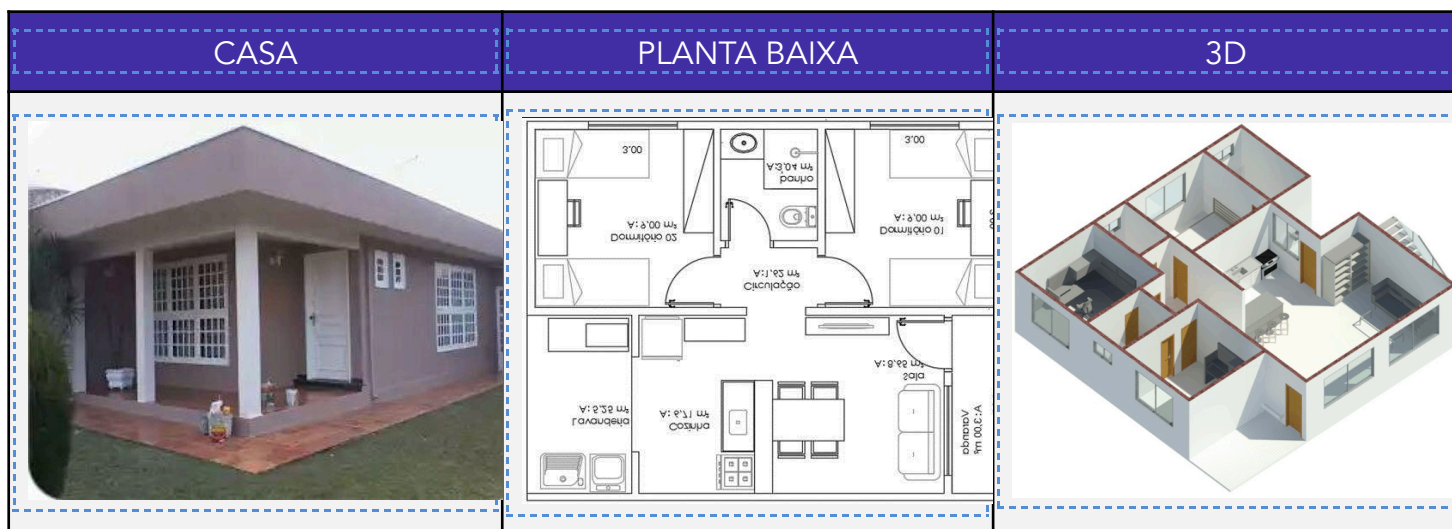 CASA
PLANTA BAIXA
3D
3,00
3,00
A:3,04 m²
banho
A: 9,00 m²
Dormitório 02
A: 9,00 m²
Dormitório 01
A:1,62 m²
Circulação
A: 8,65 m²
Sala
A: 5,25 m²
Lavanderia
A: 6,71 m²
Cozinha
Varanda
A:3,00 m²